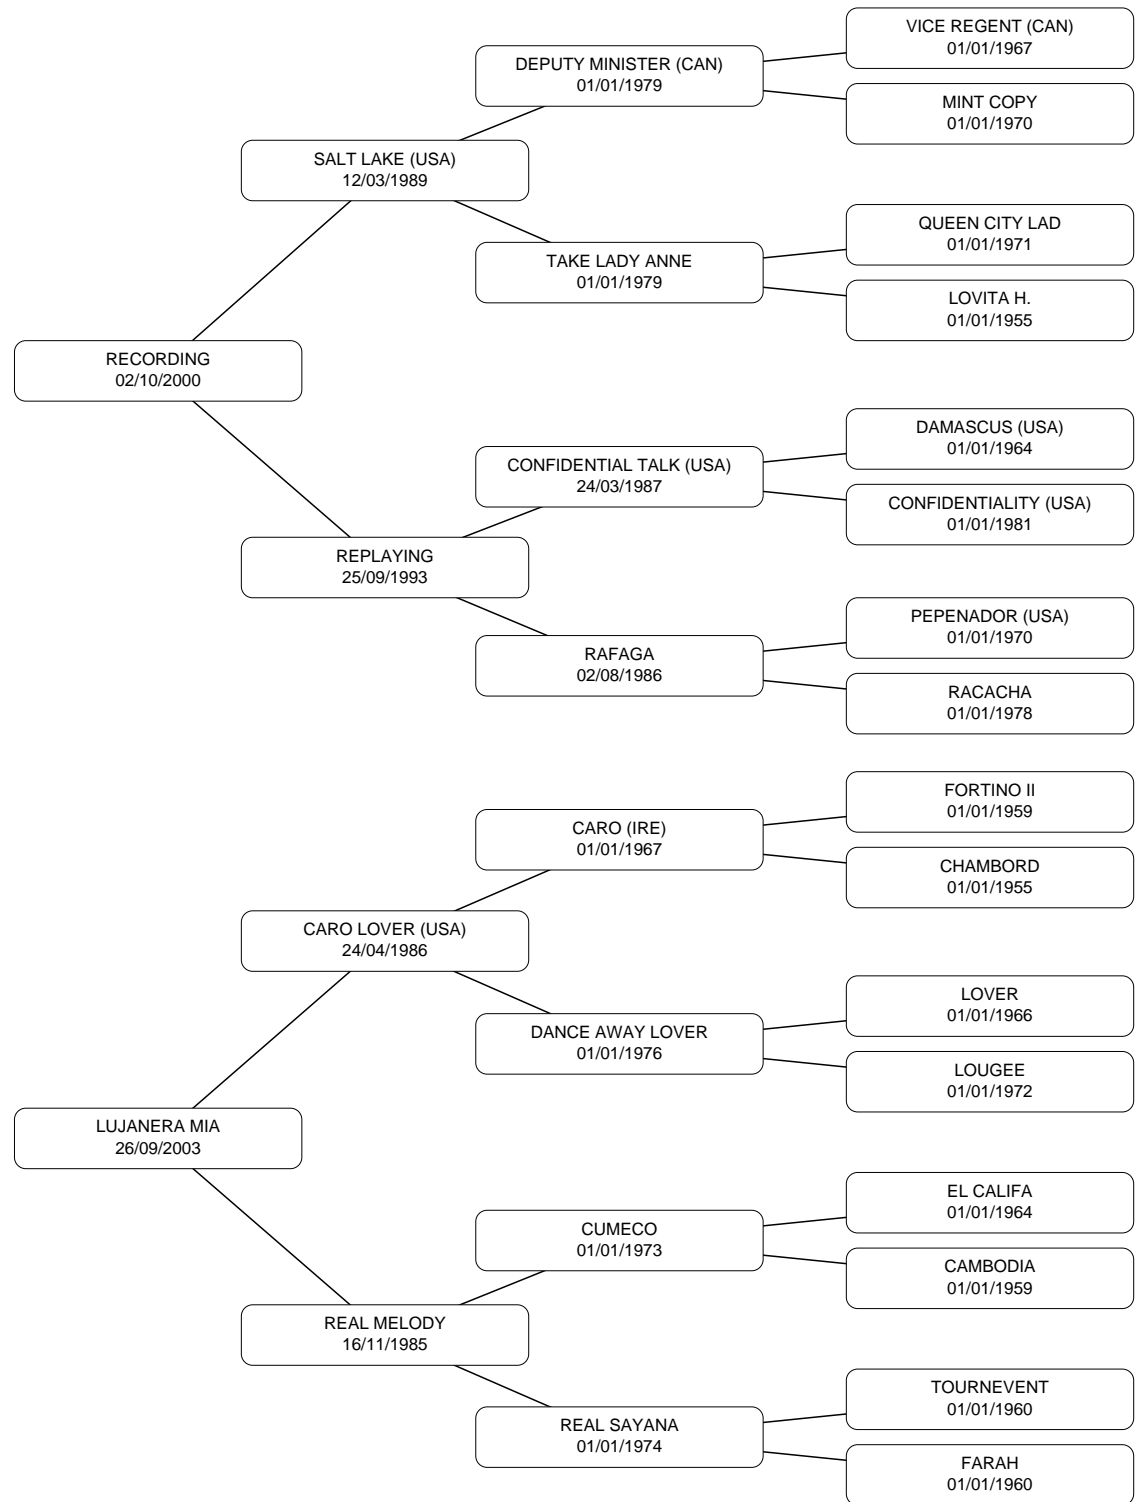 VICE REGENT (CAN)
01/01/1967
DEPUTY MINISTER (CAN)
01/01/1979
MINT COPY
01/01/1970
SALT LAKE (USA)
12/03/1989
QUEEN CITY LAD
01/01/1971
TAKE LADY ANNE
01/01/1979
LOVITA H.
01/01/1955
RECORDING
02/10/2000
DAMASCUS (USA)
01/01/1964
CONFIDENTIAL TALK (USA)
24/03/1987
CONFIDENTIALITY (USA)
01/01/1981
REPLAYING
25/09/1993
PEPENADOR (USA)
01/01/1970
RAFAGA
02/08/1986
RACACHA
01/01/1978
FORTINO II
01/01/1959
CARO (IRE)
01/01/1967
CHAMBORD
01/01/1955
CARO LOVER (USA)
24/04/1986
LOVER
01/01/1966
DANCE AWAY LOVER
01/01/1976
LOUGEE
01/01/1972
LUJANERA MIA
26/09/2003
EL CALIFA
01/01/1964
CUMECO
01/01/1973
CAMBODIA
01/01/1959
REAL MELODY
16/11/1985
TOURNEVENT
01/01/1960
REAL SAYANA
01/01/1974
FARAH
01/01/1960